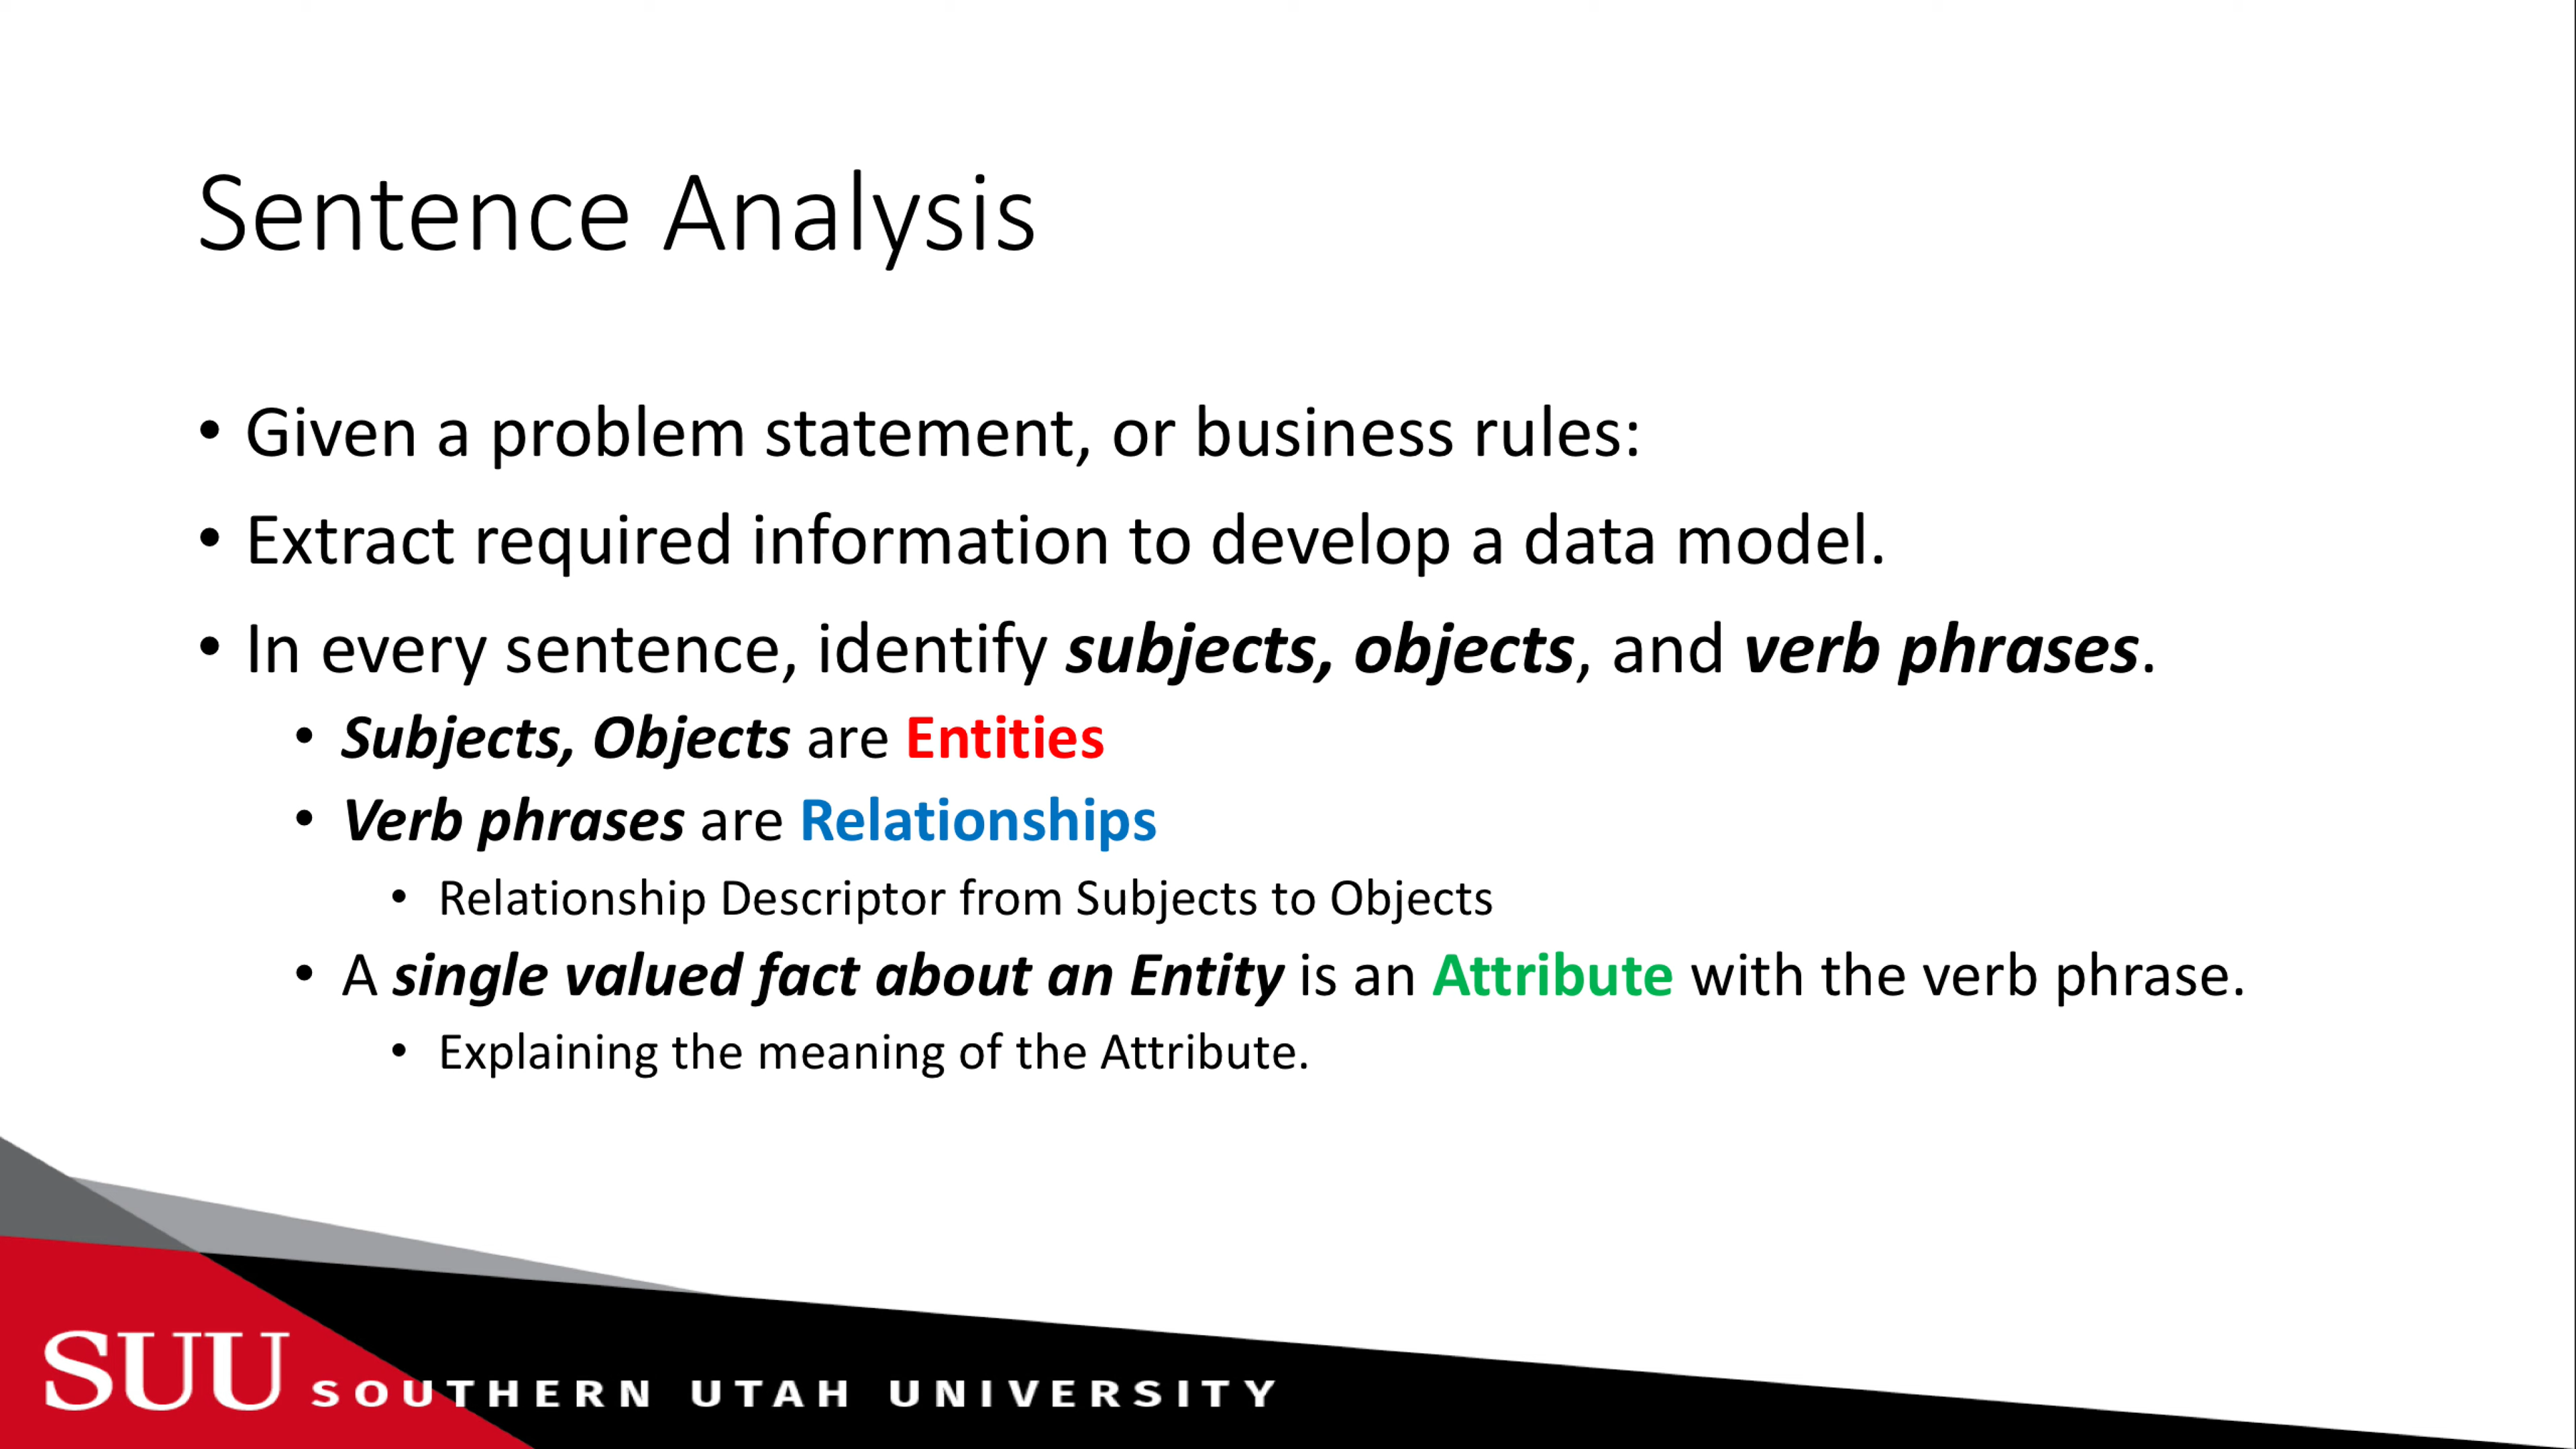 Sentence Analysis
• Given a problem statement, or business rules:
• Extract required information to develop a data model.
• In every sentence, identify subjects, objects, and verb phrases.
• Subjects, Objects are Entities
• Verb phrases are Relationships
• Relationship Descriptor from Subjects to Objects
• A single valued fact about an Entity is an Attribute with the verb phrase.
• Explaining the meaning of the Attribute.
SUU SOUTHERN UTAH UNIVERSITY